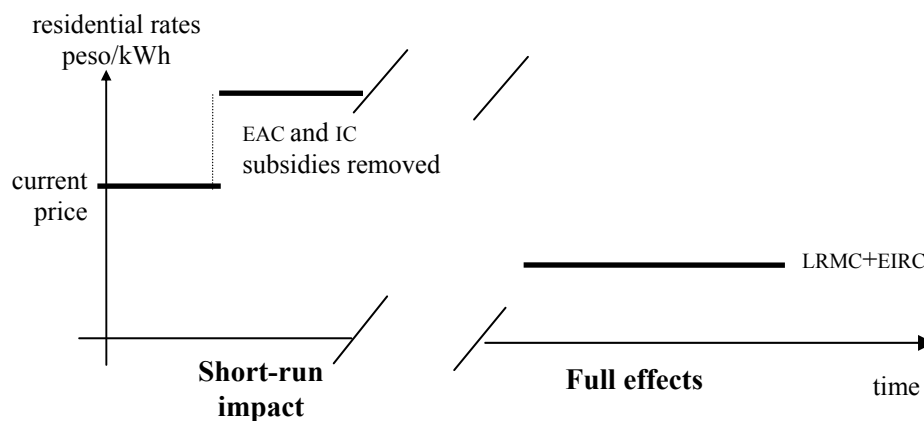 residential rates
peso/kWh
EAC and IC
subsidies removed
current
price
LRMC+EIRC
Short-run
impact
Full effects
time